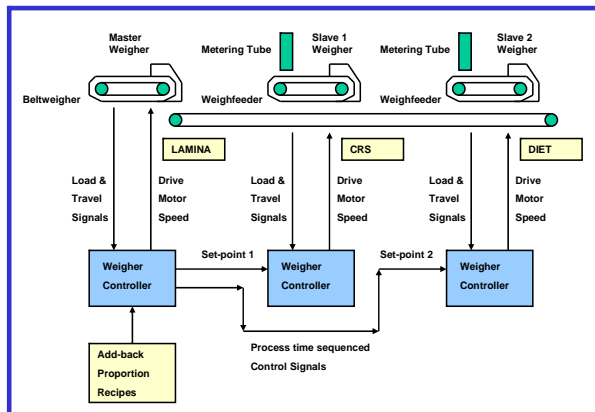 Master
Weigher
Metering Tube
Slave 1
Weigher
Metering Tube
Slave 2
Weigher
Beltweigher
Weighfeeder
Weighfeeder
LAMINA
CRS
DIET
Load &
Travel
Signals
Drive
Motor
Speed
Load &
Travel
Signals
Drive
Motor
Speed
Load &
Travel
Signals
Drive
Motor
Speed
Weigher
Controller
Set-point 1
Weigher
Controller
Set-point 2
Weigher
Controller
Process time sequenced
Control Signals
Add-back
Proportion
Recipes